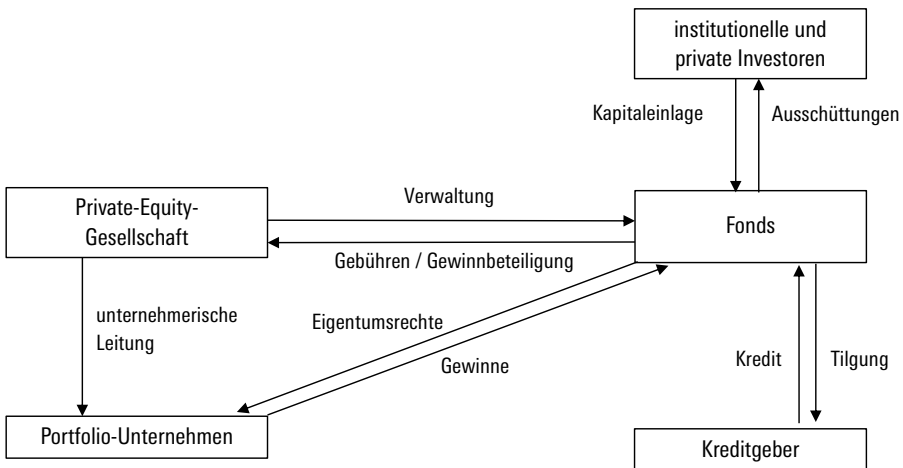 institutionelle und
private Investoren
Kapitaleinlage
Ausschüttungen
Private-Equity-
Gesellschaft
Verwaltung
Fonds
Gebühren / Gewinnbeteiligung
unternehmerische
Leitung
Eigentumsrechte
Gewinne
Kredit
Tilgung
Portfolio-Unternehmen
Kreditgeber